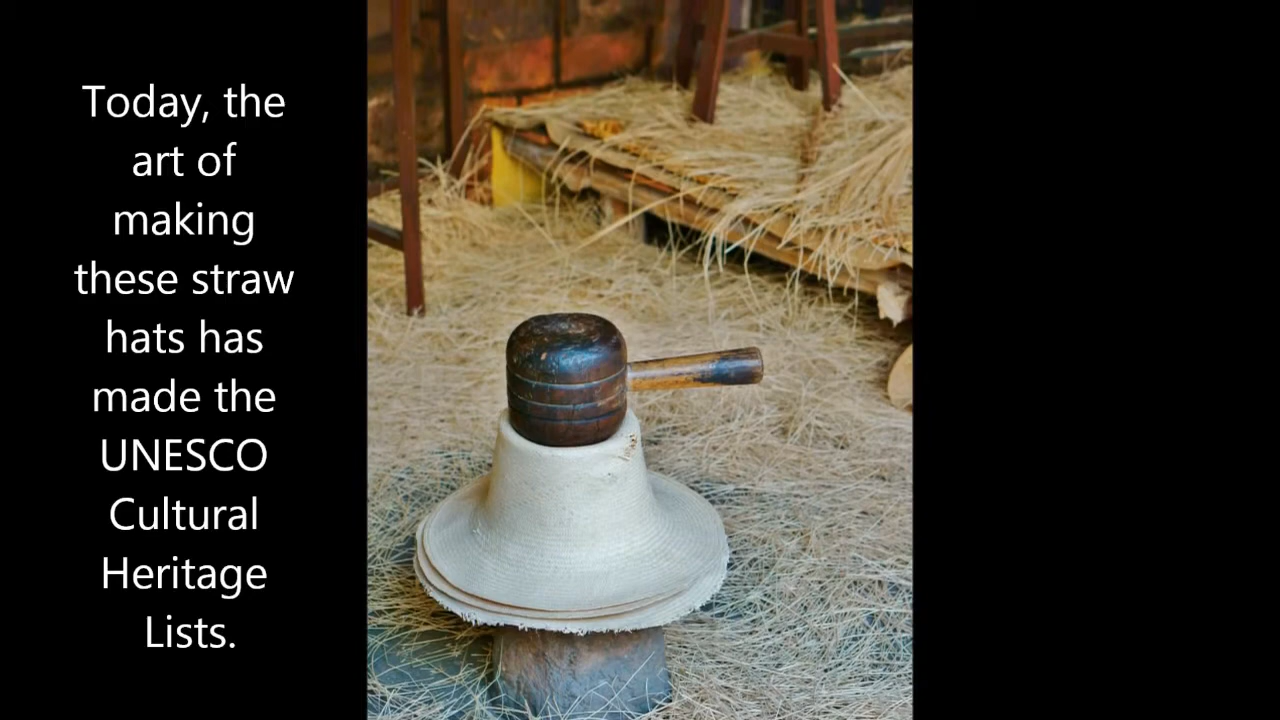 Today, the
art of
making
these straw
hats has
made the
UNESCO
Cultural
Heritage
Lists.